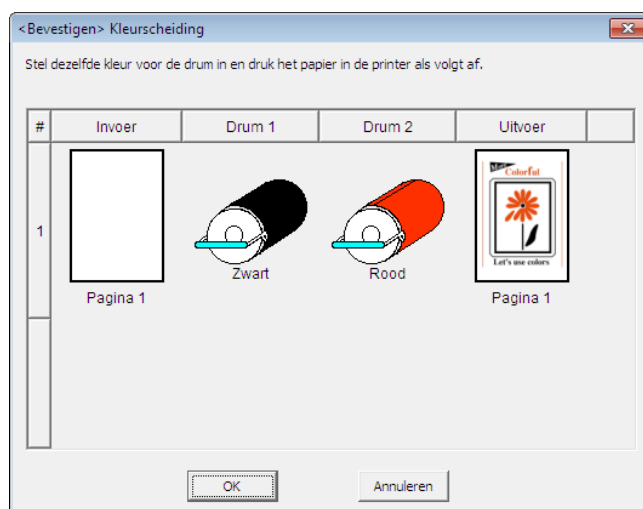 <Bevestigen> Kleurscheiding
Stel dezelfde kleur voor de drum in en druk het papier in de printer als volgt af.
# Invoer Drum 1 Drum 2 Uitvoer
1
Colorful
Let's use colors
Zwart Rood
Pagina 1 Pagina 1
OK Annuleren